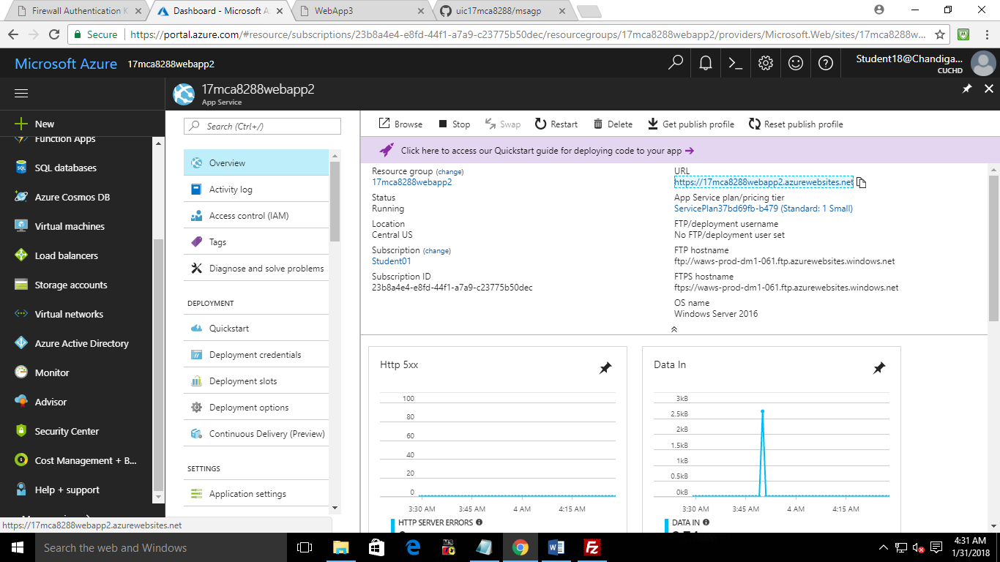 Firewall Authentication K
Dashboard - Microsoft A
WebApp3
uic17mca8288/msagp
Secure
https://portal.azure.com/#resource/subscriptions/23b8a4e4-e8fd-44f1-a7a9-c23775b50dec/resourcegroups/17mca8288webapp2/providers/Microsoft.Web/sites/17mca8288w...
Microsoft Azure 17mca8288webapp2
Student18@Chandiga...
CUCHD
17mca8288webapp2
App Service
New
Function Apps
SQL databases
Azure Cosmos DB
Virtual machines
Load balancers
Storage accounts
Virtual networks
Azure Active Directory
Monitor
Advisor
Security Center
Cost Management + B...
Help + support
Search (Ctrl+/)
Overview
Activity log
Access control (IAM)
Tags
Diagnose and solve problems
DEPLOYMENT
Quickstart
Deployment credentials
Deployment slots
Deployment options
Continuous Delivery (Preview)
SETTINGS
Application settings
Browse Stop Swap Restart Delete Get publish profile Reset publish profile
Click here to access our Quickstart guide for deploying code to your app →
Resource group (change)
17mca8288webapp2
Status
Running
Location
Central US
Subscription (change)
Student01
Subscription ID
23b8a4e4-e8fd-44f1-a7a9-c23775b50dec
URL
https://17mca8288webapp2.azurewebsites.net
App Service plan/pricing tier
ServicePlan37bd69fb-b479 (Standard: 1 Small)
FTP/deployment username
No FTP/deployment user set
FTP hostname
ftp://waws-prod-dm1-061.ftp.azurewebsites.windows.net
FTPS hostname
ftps://waws-prod-dm1-061.ftp.azurewebsites.windows.net
OS name
Windows Server 2016
Http 5xx
100
80
60
40
20
0
3:30 AM 3:45 AM 4 AM 4:15 AM
HTTP SERVER ERRORS
Data In
3kB
2.5kB
2kB
1.5kB
1kB
0.5kB
0kB
3:30 AM 3:45 AM 4 AM 4:15 AM
DATA IN
https://17mca8288webapp2.azurewebsites.net
Search the web and Windows
4:31 AM
1/31/2018